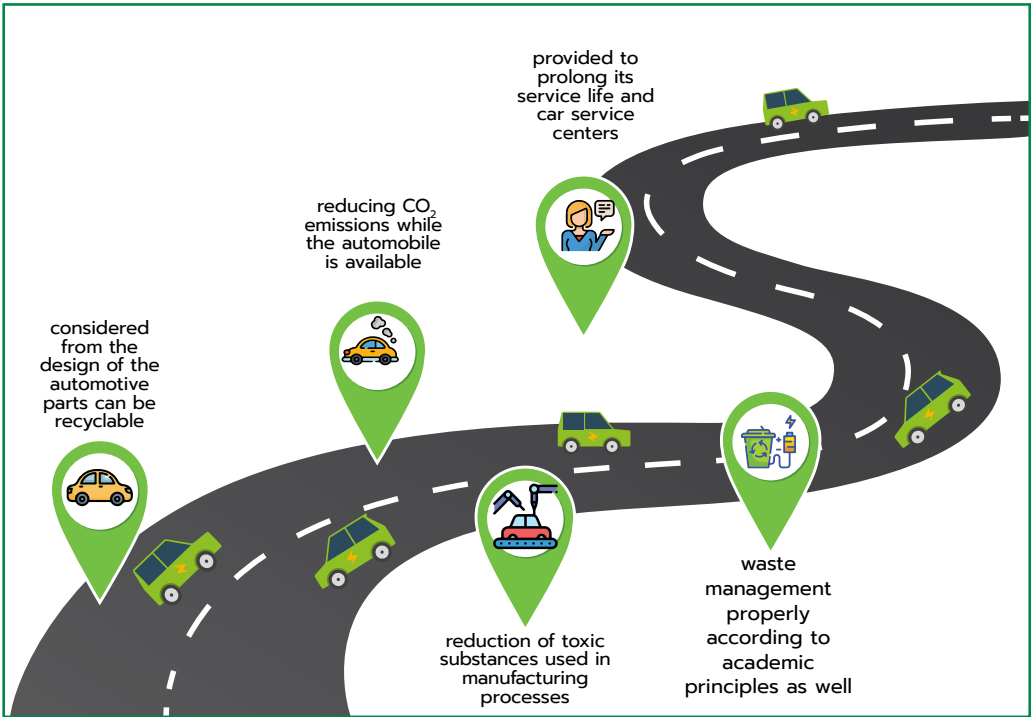 provided to
prolong its
service life and
car service
centers
reducing CO₂
emissions while
the automobile
is available
considered
from the
design of the
automotive
parts can be
recyclable
reduction of toxic
substances used in
manufacturing
processes
waste
management
properly
according to
academic
principles as well